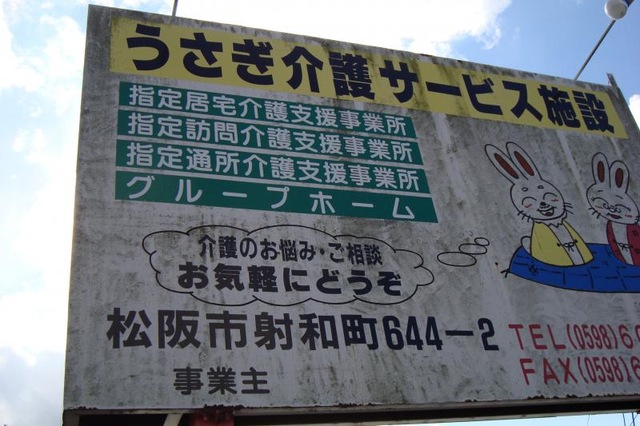 うさぎ介護サービス施設
指定居宅介護支援事業所
指定訪問介護支援事業所
指定通所介護支援事業所
グループホーム
介護のお悩み・ご相談
お気軽にどうぞ
松阪市射和町644-2
TEL(0598)6
FAX(0598)6
事業主